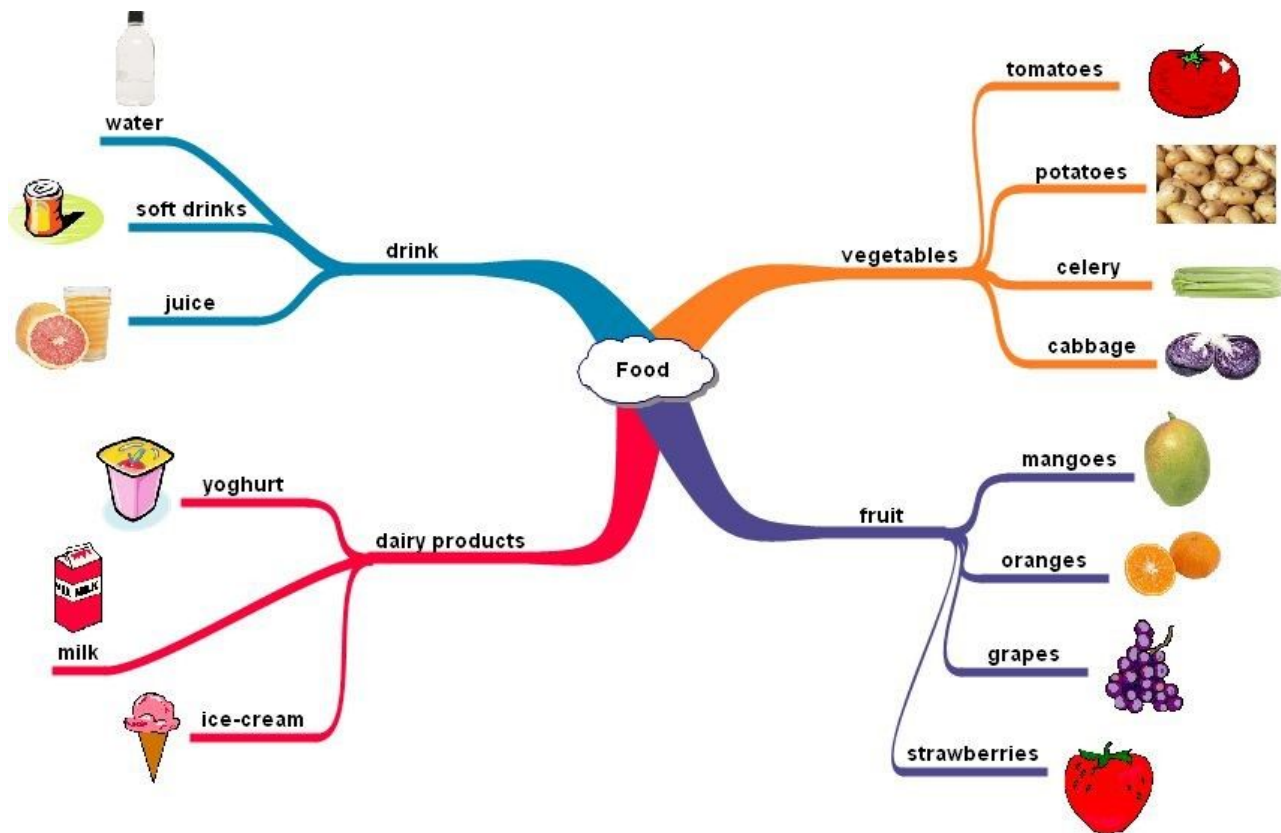 water
soft drinks
juice
drink
Food
vegetables
tomatoes
potatoes
celery
cabbage
fruit
mangoes
oranges
grapes
strawberries
dairy products
yoghurt
milk
ice-cream